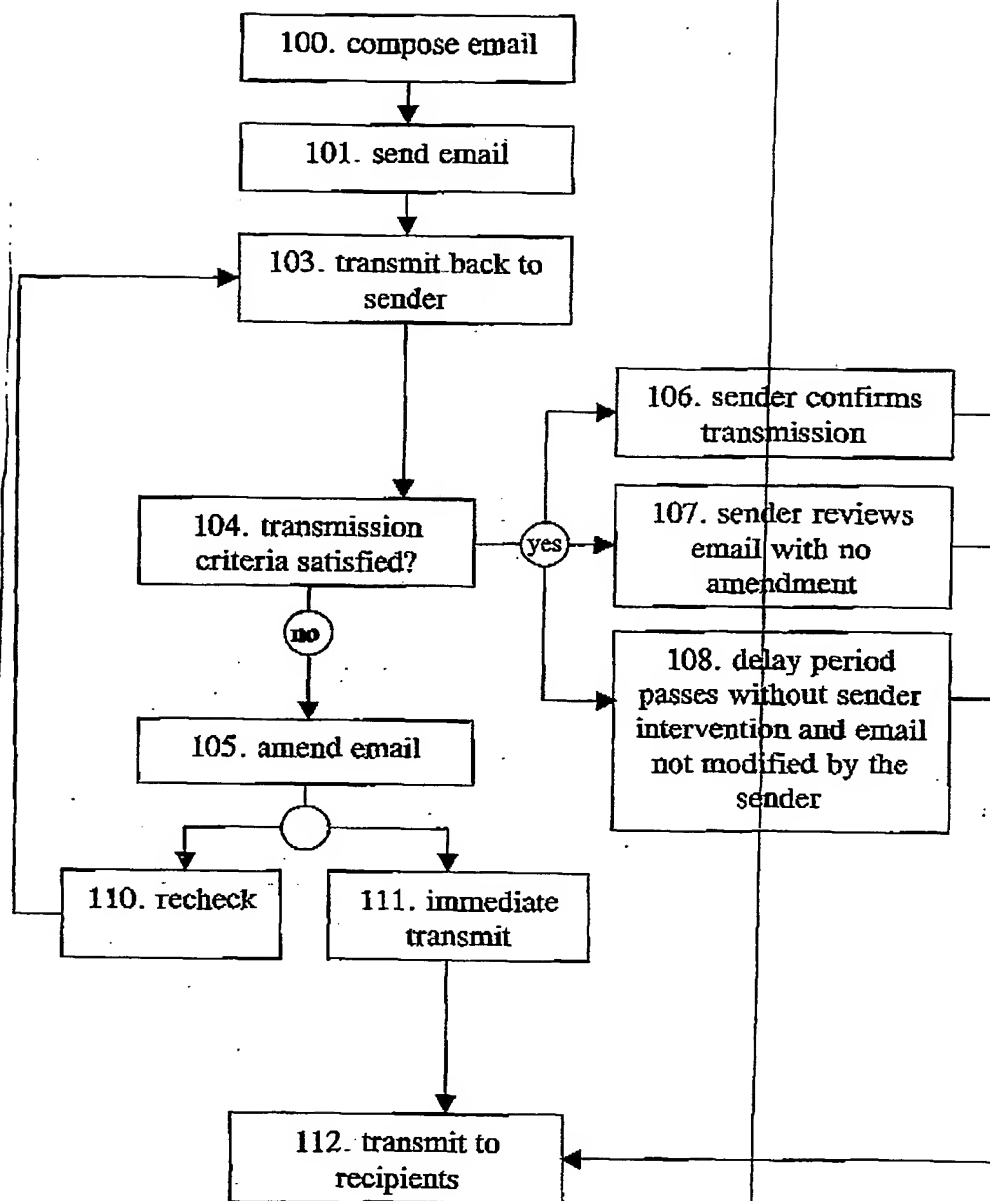 100. compose email
101. send email
103. transmit back to
sender
104. transmission
criteria satisfied?
yes
106. sender confirms
transmission
107. sender reviews
email with no
amendment
108. delay period
passes without sender
intervention and email
not modified by the
sender
no
105. amend email
110. recheck
111. immediate
transmit
112. transmit to
recipients